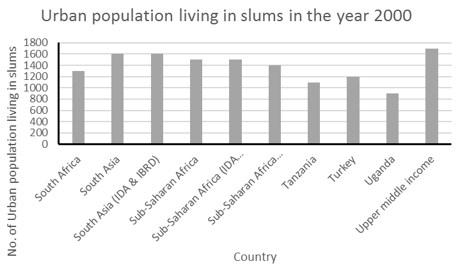 Urban population living in slums in the year 2000
No. of Urban population living in slums
1800
1600
1400
1200
1000
800
600
400
200
0
South Africa
South Asia
South Asia (IDA & IBRD)
Sub-Saharan Africa
Sub-Saharan Africa (IDA...
Sub-Saharan Africa...
Tanzania
Turkey
Uganda
Upper middle income
Country